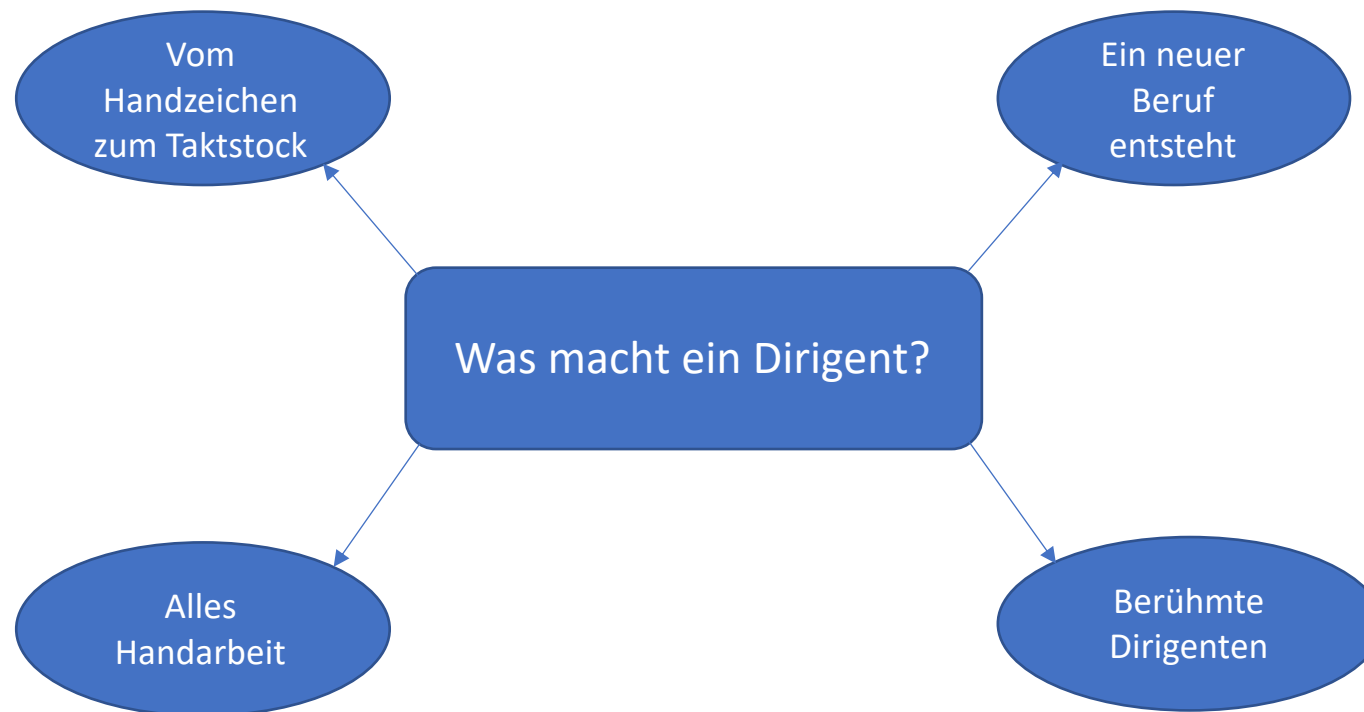 Vom
Handzeichen
zum Taktstock
Ein neuer
Beruf
entsteht
Was macht ein Dirigent?
Alles
Handarbeit
Berühmte
Dirigenten